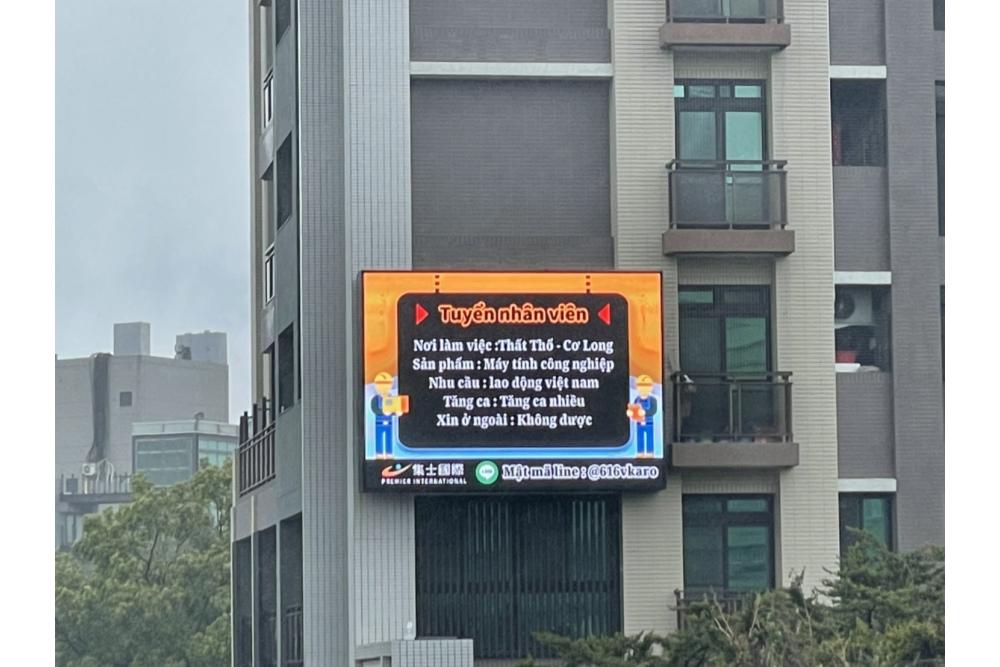 Tuyển nhân viên
Nơi làm việc :Thất Thố - Cơ Long
Sản phẩm : Máy tính công nghiệp
Nhu cầu : lao động việt nam
Tăng ca : Tăng ca nhiều
Xin ở ngoài : Không được
集士國際
PREMIER INTERNATIONAL
LINE
Mật mã line : @616vkaro